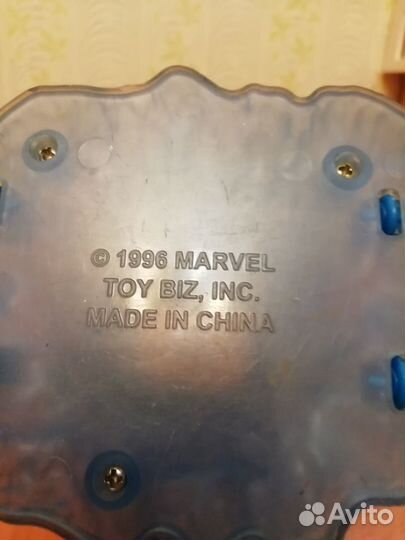 © 1996 MARVEL
TOY BIZ, INC.
MADE IN CHINA
Avito